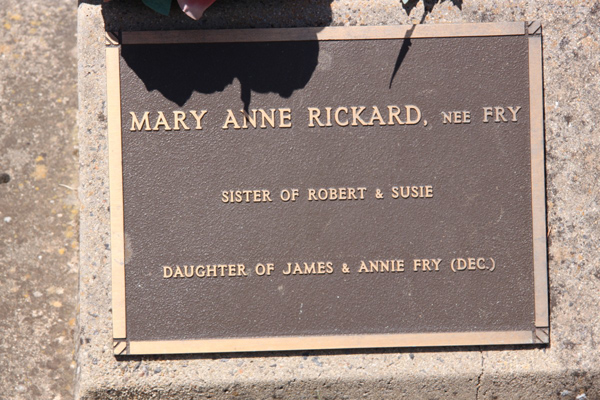 MARY ANNE RICKARD, NEE FRY
SISTER OF ROBERT & SUSIE
DAUGHTER OF JAMES & ANNIE FRY (DEC.)